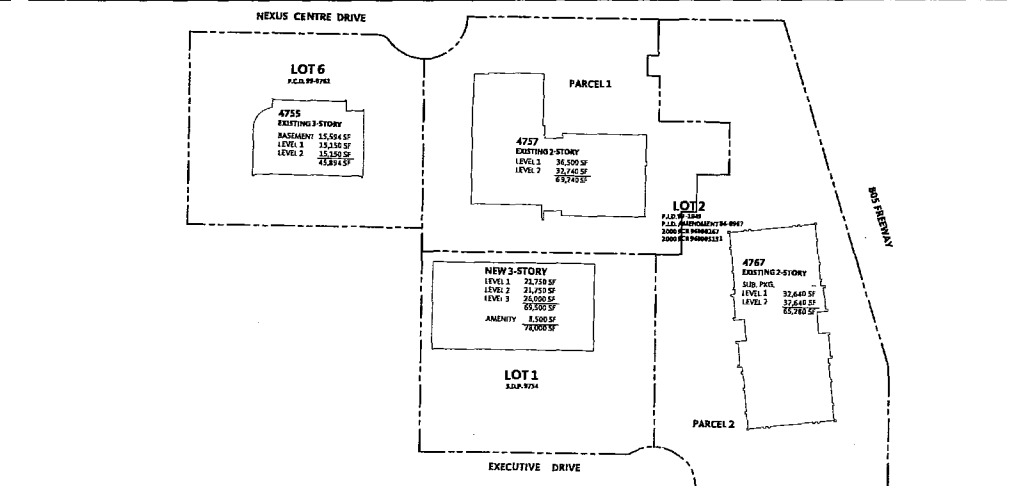 NEXUS CENTRE DRIVE
LOT 6
P.C.D. 99-0762
4755
EXISTING 3-STORY
BASEMENT 15,594 SF
LEVEL 1 15,150 SF
LEVEL 2 15,150 SF
45,894 SF
PARCEL 1
4757
EXISTING 2-STORY
LEVEL 1 36,500 SF
LEVEL 2 32,740 SF
69,240 SF
LOT 2
P.I.D.
P.I.D. AMENDMENT
805 FREEWAY
4767
EXISTING 2-STORY
SUB. PKG. --
LEVEL 1 32,640 SF
LEVEL 2 SF
65,280 SF
NEW 3-STORY
LEVEL 1 SF
LEVEL 2 21,750 SF
LEVEL 3 26,000 SF
69,500 SF
AMENITY 8,500 SF
78,000 SF
LOT 1
S.D.P. 9754
PARCEL 2
EXECUTIVE DRIVE